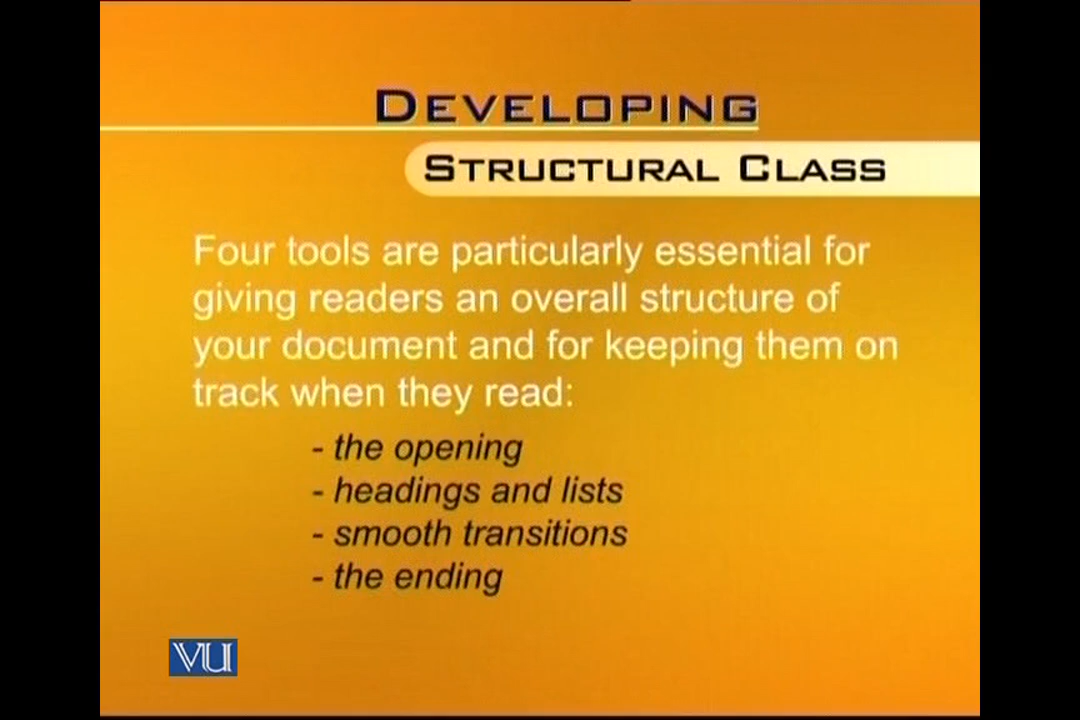 DEVELOPING
STRUCTURAL CLASS
Four tools are particularly essential for
giving readers an overall structure of
your document and for keeping them on
track when they read:
- the opening
- headings and lists
- smooth transitions
- the ending
VU